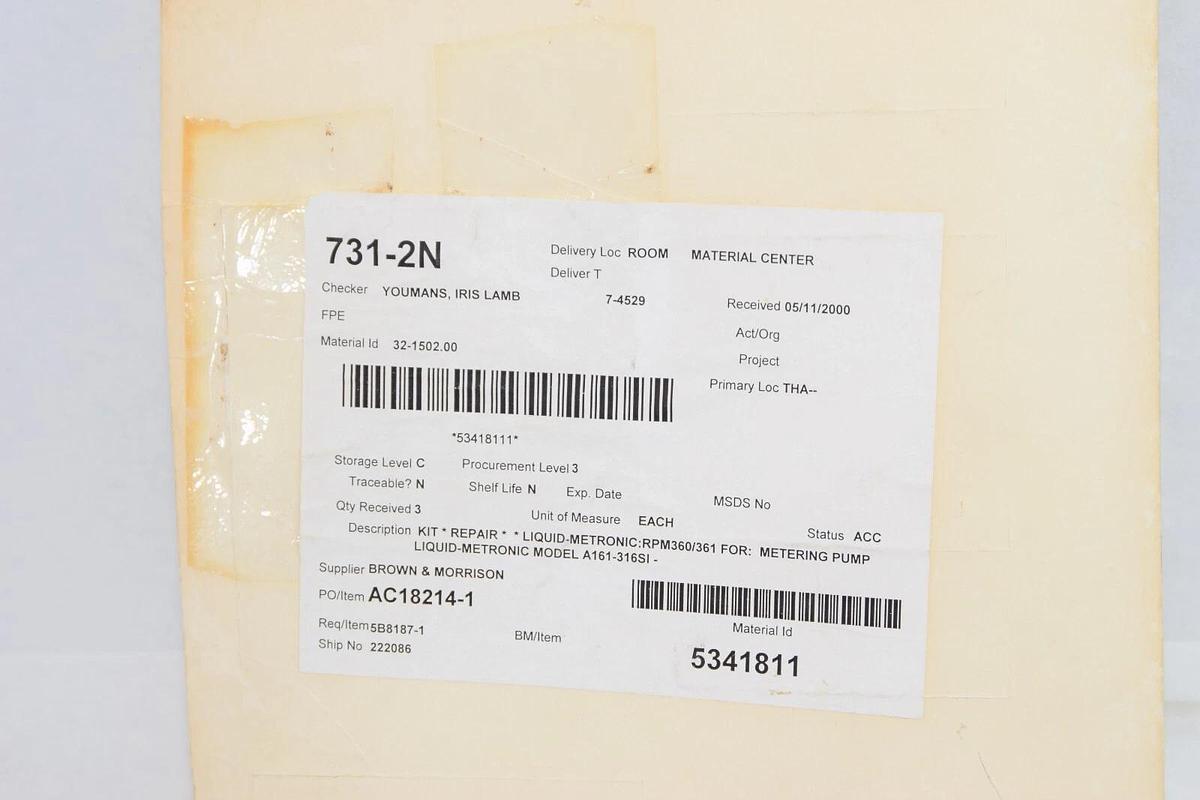 731-2N
Delivery Loc ROOM MATERIAL CENTER
Deliver T
Checker YOUMANS, IRIS LAMB 7-4529 Received 05/11/2000
FPE Act/Org
Material Id 32-1502.00 Project
Primary Loc THA--
*53418111*
Storage Level C Procurement Level 3
Traceable? N Shelf Life N Exp. Date MSDS No
Qty Received 3 Unit of Measure EACH Status ACC
Description KIT * REPAIR * * LIQUID-METRONIC;RPM360/361 FOR: METERING PUMP
LIQUID-METRONIC MODEL A161-316SI -
Supplier BROWN & MORRISON
PO/Item AC18214-1
Req/Item 5B8187-1 BM/Item Material Id
Ship No 222086
5341811